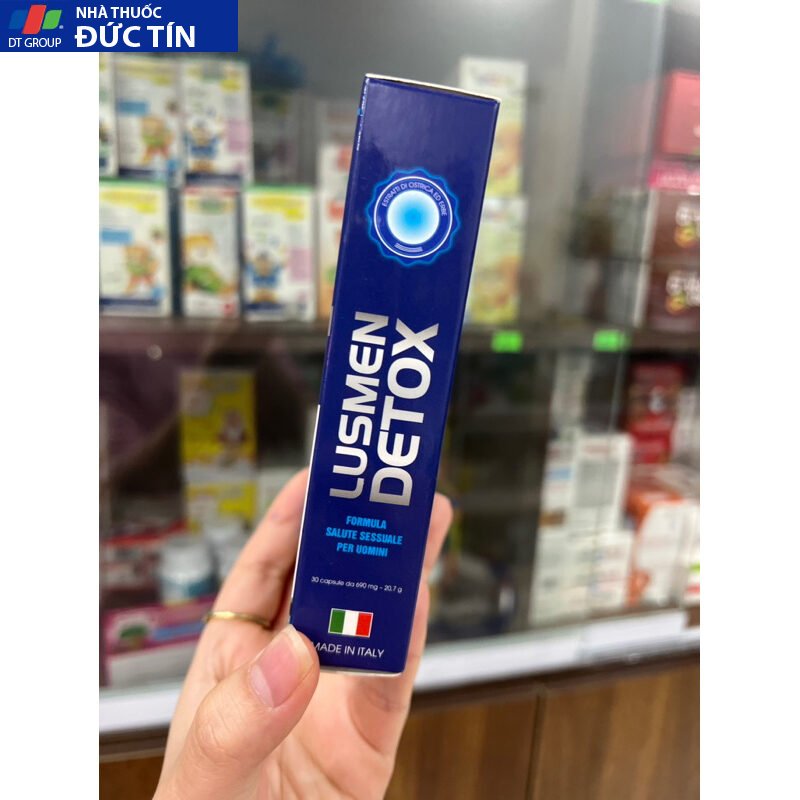 NHÀ THUỐC
ĐỨC TÍN
DT GROUP
ESTRATTI DI OSTRICA ED ERBE
LUSMEN
DETOX
FORMULA
SALUTE SESSUALE
PER UOMINI
30 capsule da 690 mg - 20,7 g
MADE IN ITALY